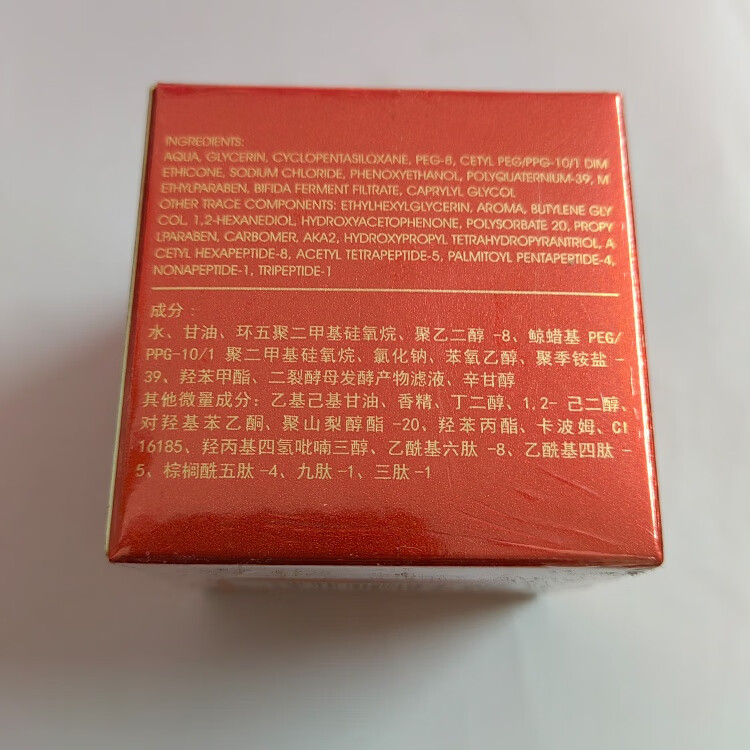 INGREDIENTS:
AQUA, GLYCERIN, CYCLOPENTASILOXANE, PEG-8, CETYL PEG/PPG-10/1 DIM
ETHICONE, SODIUM CHLORIDE, PHENOXYETHANOL, POLYQUATERNIUM-39, M
ETHYLPARABEN, BIFIDA FERMENT FILTRATE, CAPRYLYL GLYCOL
OTHER TRACE COMPONENTS: ETHYLHEXYLGLYCERIN, AROMA, BUTYLENE GLY
COL, 1,2-HEXANEDIOL, HYDROXYACETOPHENONE, POLYSORBATE 20, PROPY
LPARABEN, CARBOMER, AKA2, HYDROXYPROPYL TETRAHYDROPYRANTRIOL, A
CETYL HEXAPEPTIDE-8, ACETYL TETRAPEPTIDE-5, PALMITOYL PENTAPEPTIDE-4,
NONAPEPTIDE-1, TRIPEPTIDE-1
成分:
水、甘油、环五聚二甲基硅氧烷、聚乙二醇 -8、鲸蜡基 PEG/
PPG-10/1 聚二甲基硅氧烷、氯化钠、苯氧乙醇、聚季铵盐 -
39、羟苯甲酯、二裂酵母发酵产物滤液、辛甘醇
其他微量成分: 乙基己基甘油、香精、丁二醇、1,2- 己二醇、
对羟基苯乙酮、聚山梨醇酯 -20、羟苯丙酯、卡波姆、CI
16185、羟丙基四氢吡喃三醇、乙酰基六肽 -8、乙酰基四肽 -
5、棕榈酰五肽 -4、九肽 -1、三肽 -1